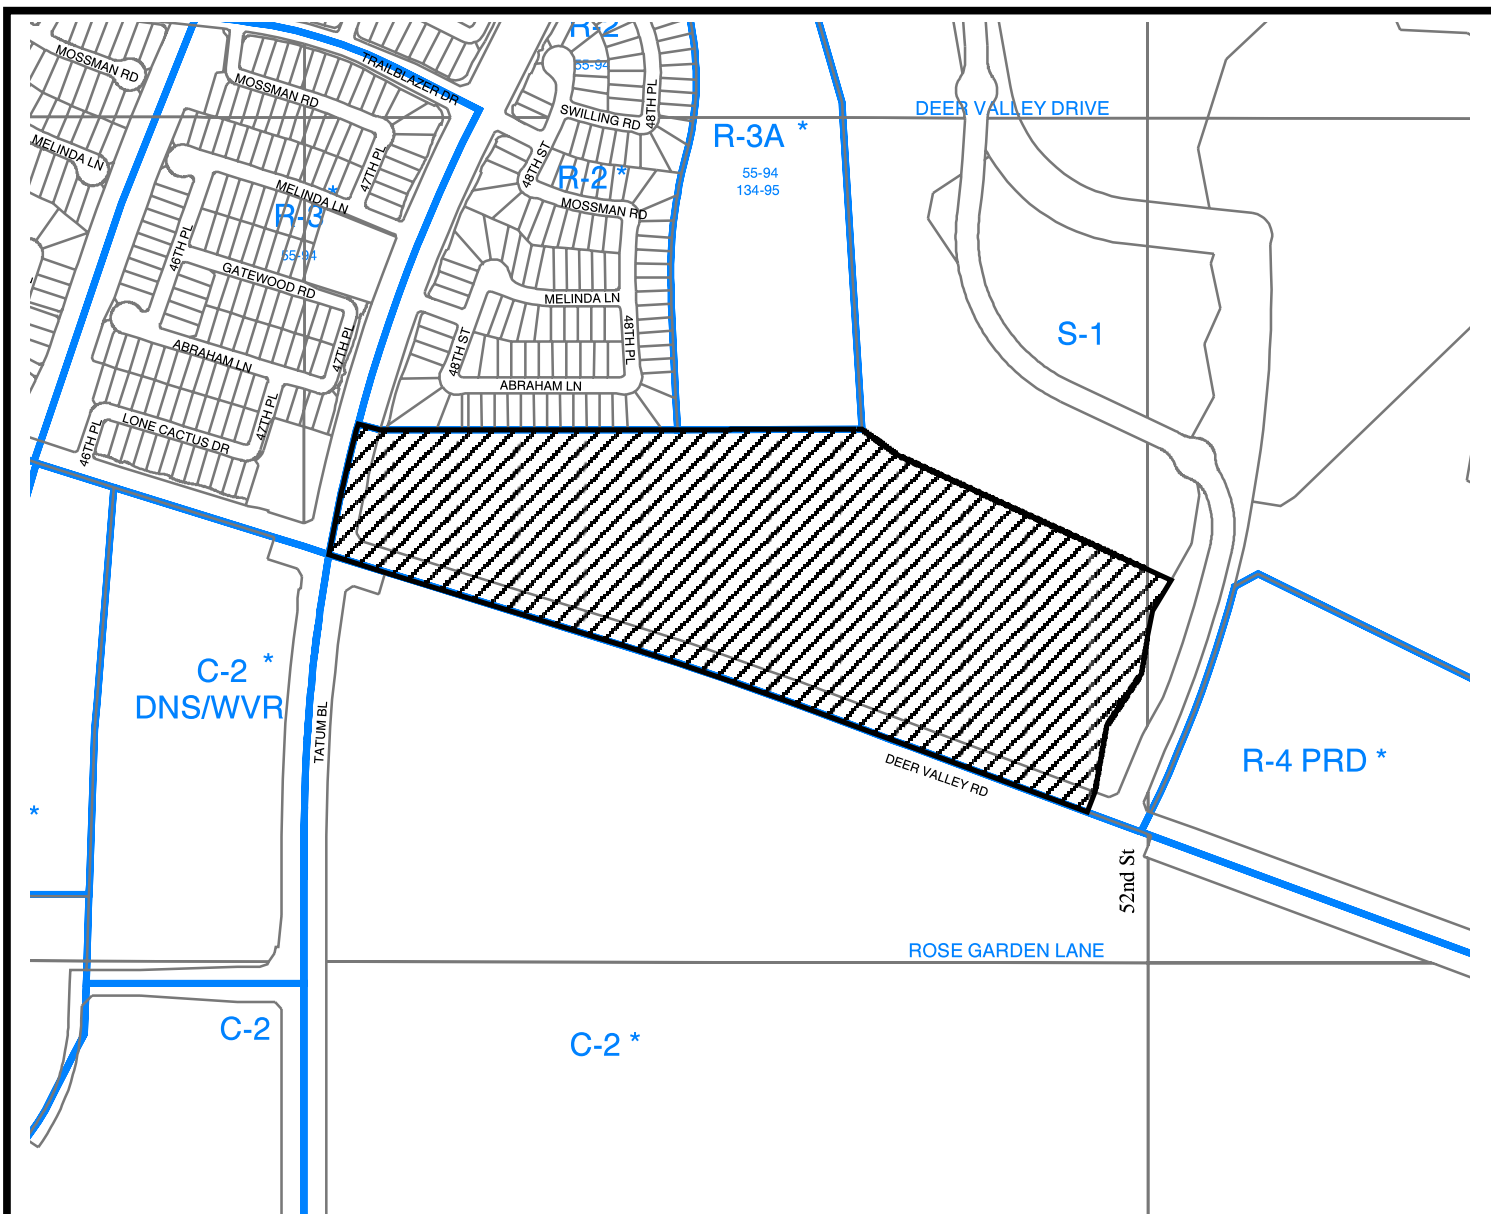 R-2
55-94
MOSSMAN RD
TRAILBLAZER DR
MOSSMAN RD
48TH PL
SWILLING RD
DEER VALLEY DRIVE
R-3A *
55-94
134-95
MELINDA LN
47TH PL
48TH ST
R-2 *
MELINDA LN
*
R-3
55-94
MOSSMAN RD
46TH PL
GATEWOOD RD
MELINDA LN
S-1
ABRAHAM LN
47TH PL
48TH ST
48TH PL
ABRAHAM LN
LONE CACTUS DR
46TH PL
47TH PL
C-2 *
DNS/WVR
TATUM BL
DEER VALLEY RD
R-4 PRD *
*
52nd St
ROSE GARDEN LANE
C-2
C-2 *